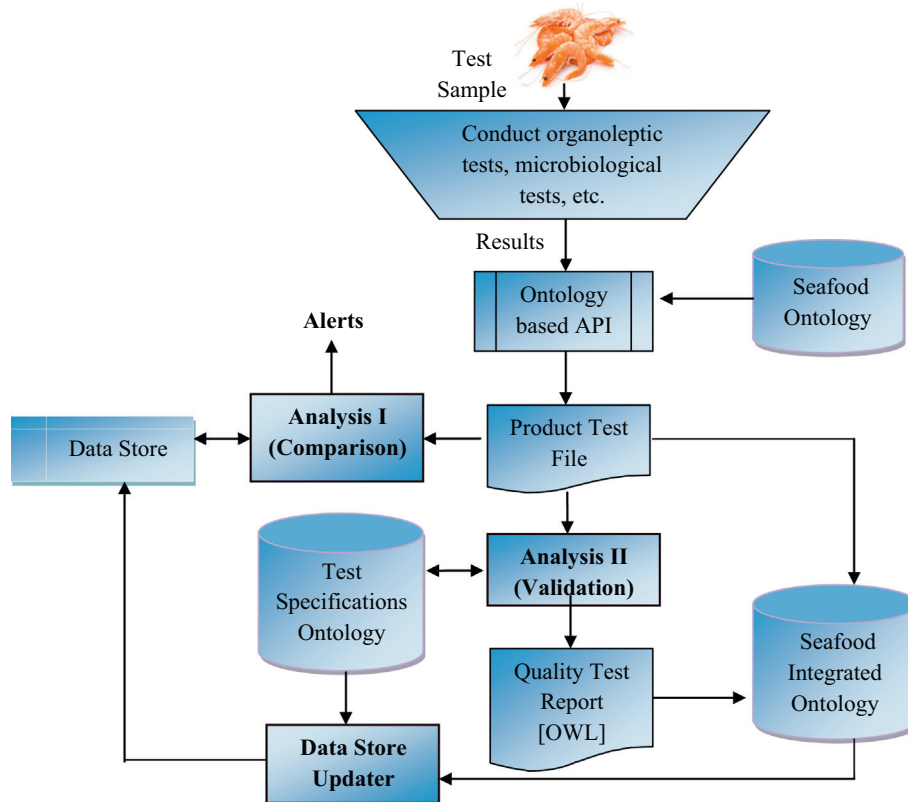 Test
Sample
Conduct organoleptic
tests, microbiological
tests, etc.
Results
Ontology
based API
Seafood
Ontology
Alerts
Data Store
Analysis I
(Comparison)
Product Test
File
Test
Specifications
Ontology
Analysis II
(Validation)
Quality Test
Report
[OWL]
Seafood
Integrated
Ontology
Data Store
Updater